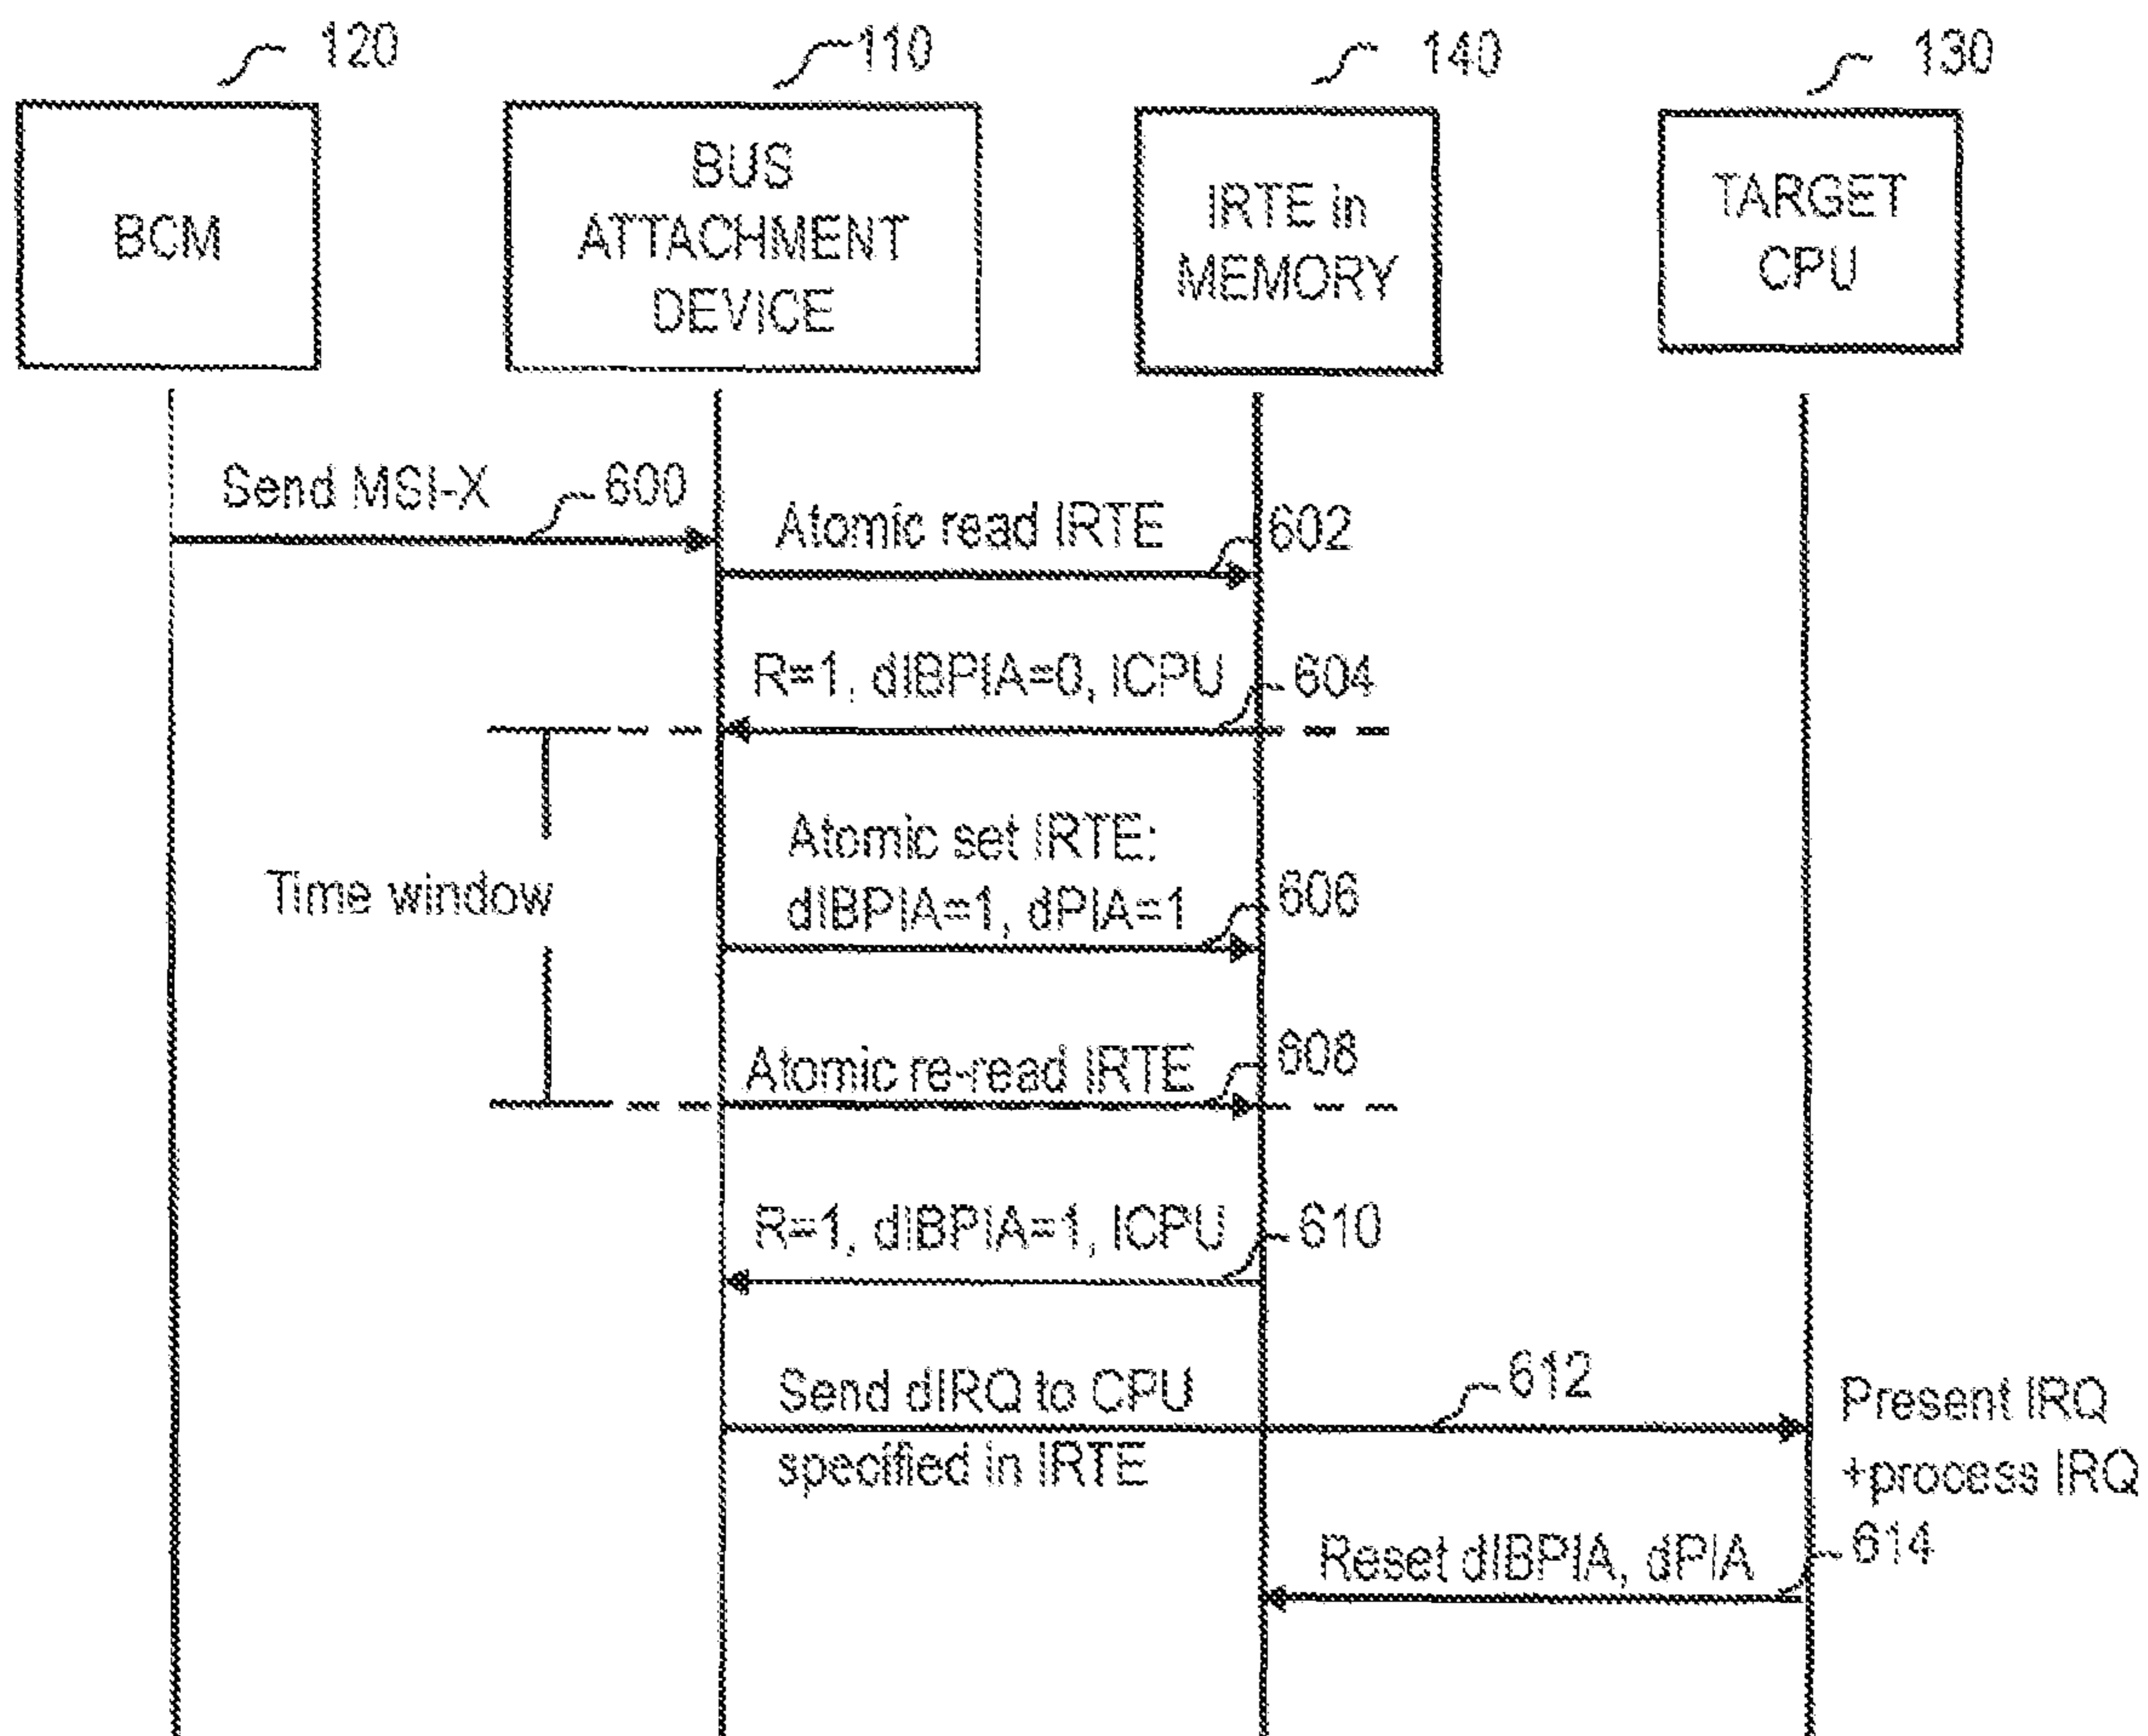 120
110
140
130
BCM
BUS
ATTACHMENT
DEVICE
IRTE in
MEMORY
TARGET
CPU
Send MSI-X
600
Atomic read IRTE
602
R=1, dIBPIA=0, ICPU
604
Atomic set IRTE:
dIBPIA=1, dPIA=1
606
Time window
Atomic re-read IRTE
608
R=1, dIBPIA=1, ICPU
610
Send dIRQ to CPU
specified in IRTE
612
Present IRQ
+process IRQ
Reset dIBPIA, dPIA
614